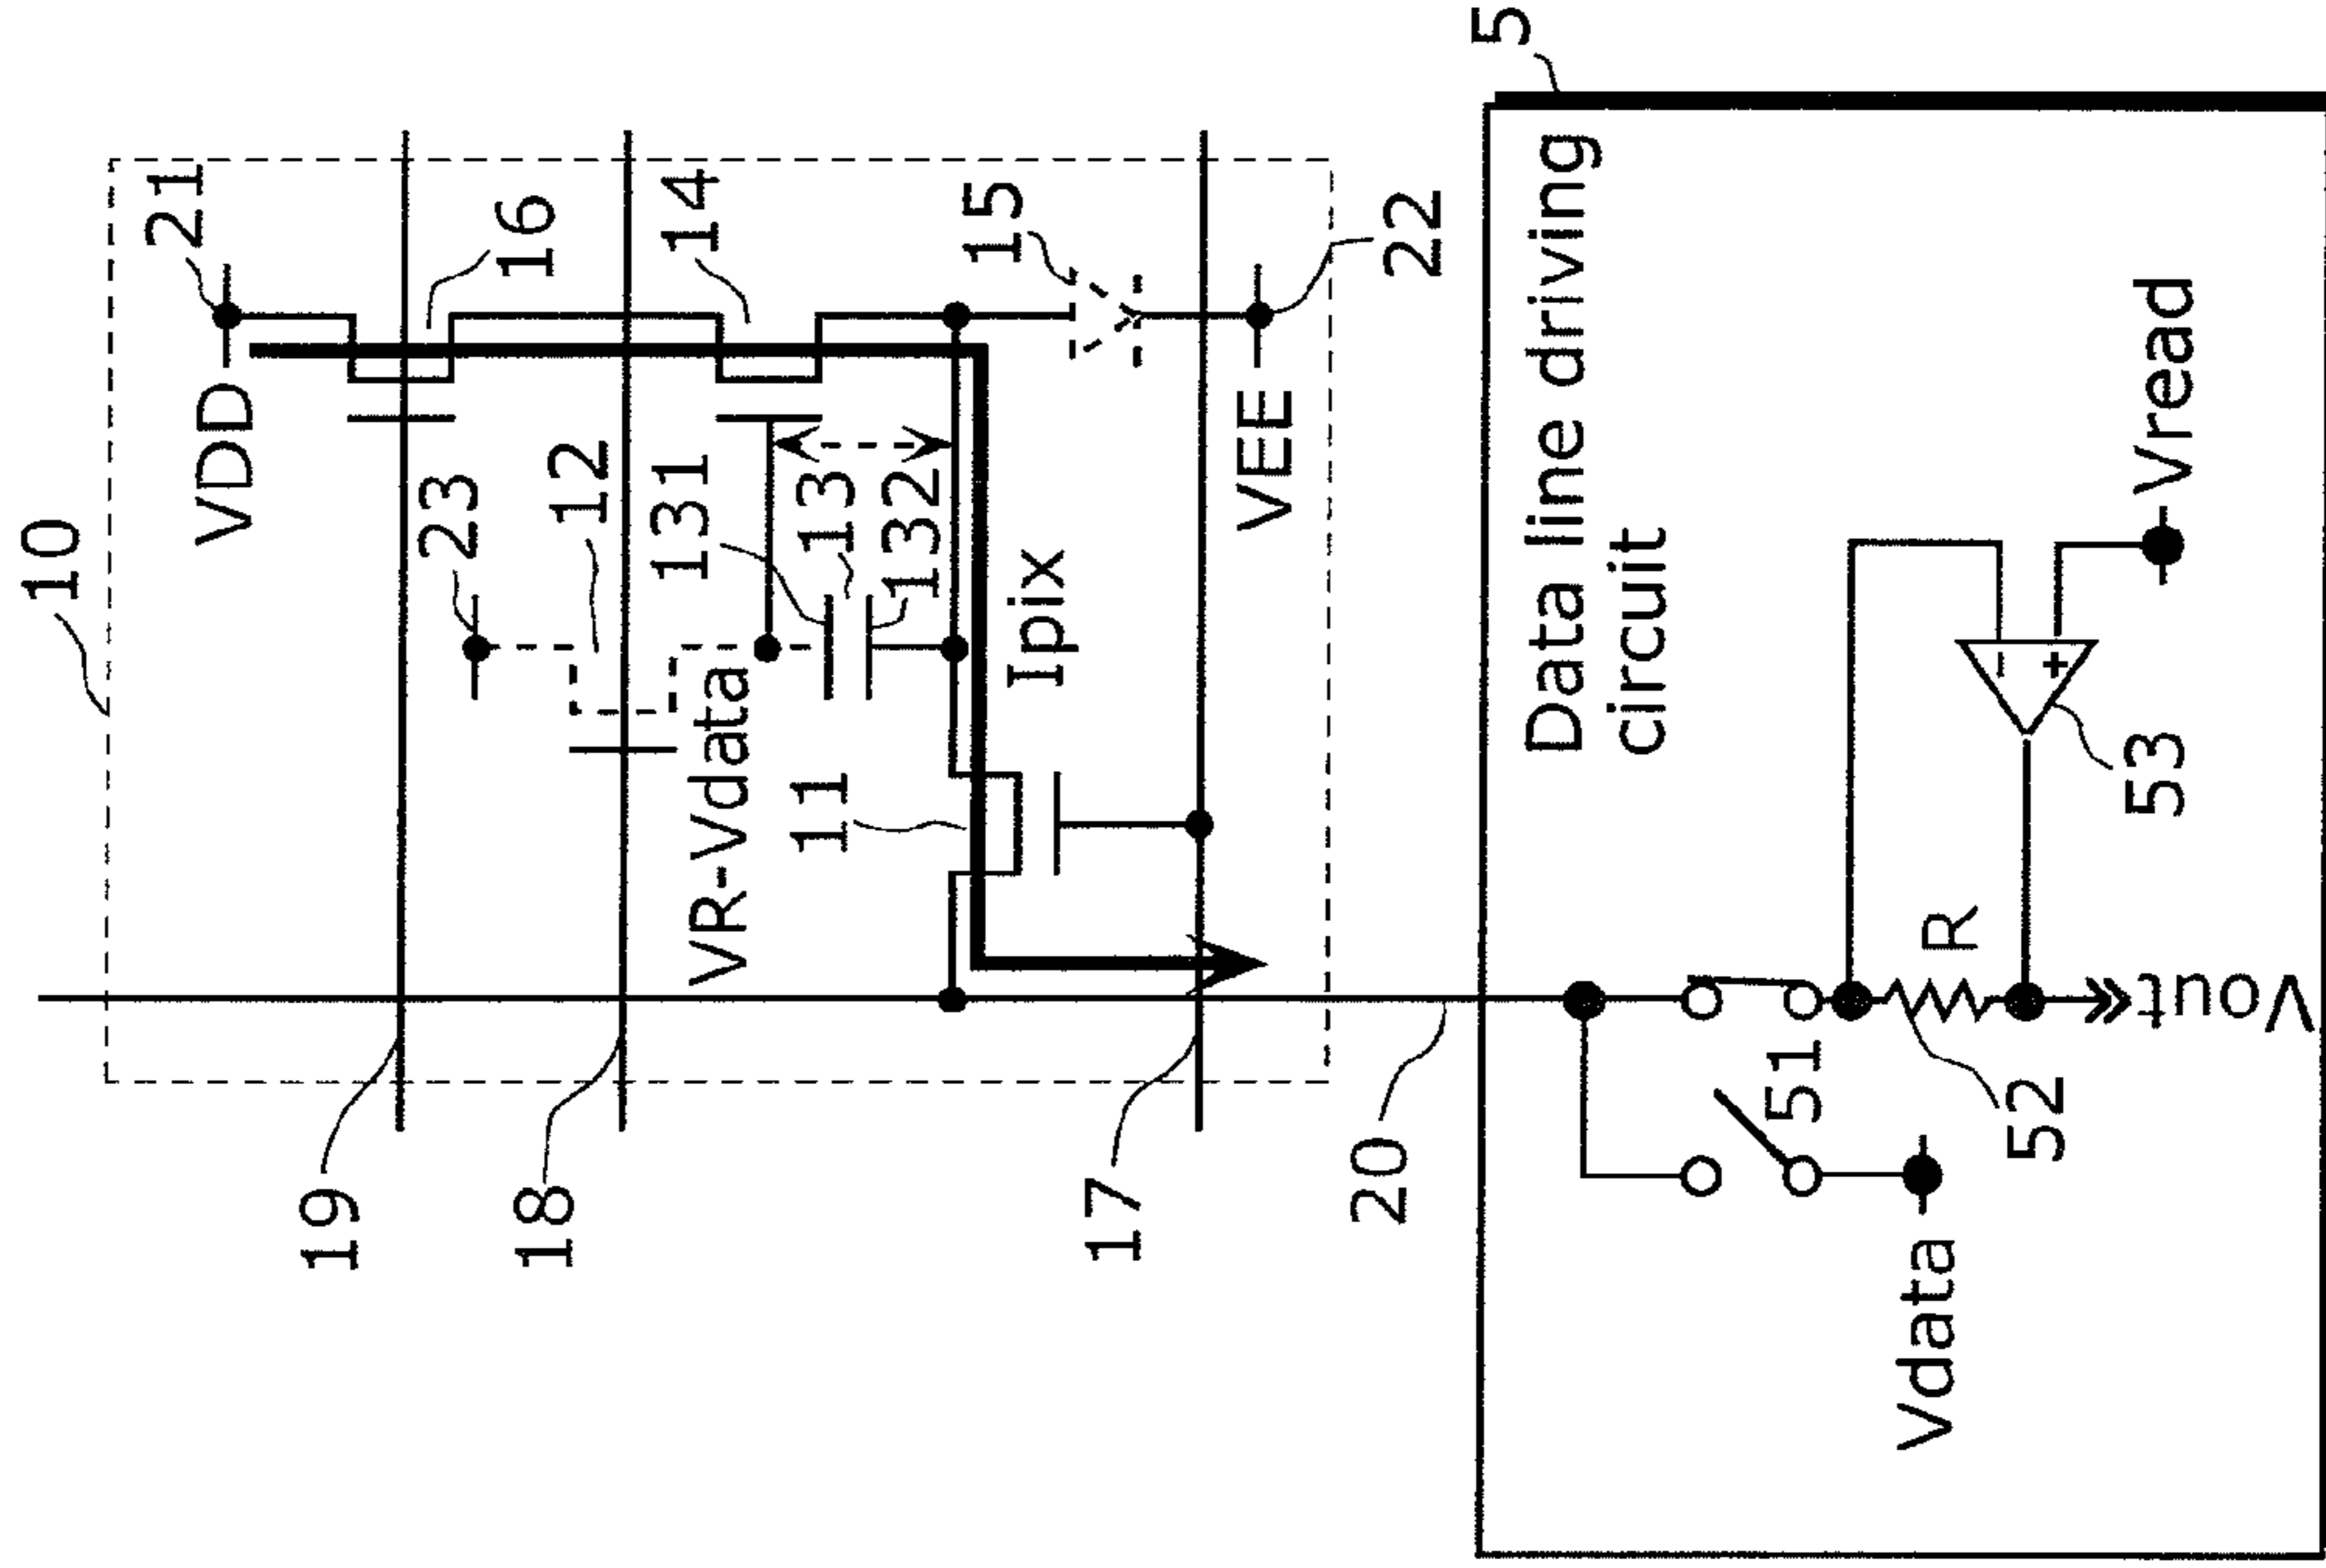 10
VDD
21
23
16
12
14
131
13
132
15
VR-Vdata
11
Ipix
VEE
22
19
18
17
20
5
Data line driving
circuit
51
R
52
53
Vdata
Vread
-
+
Vout